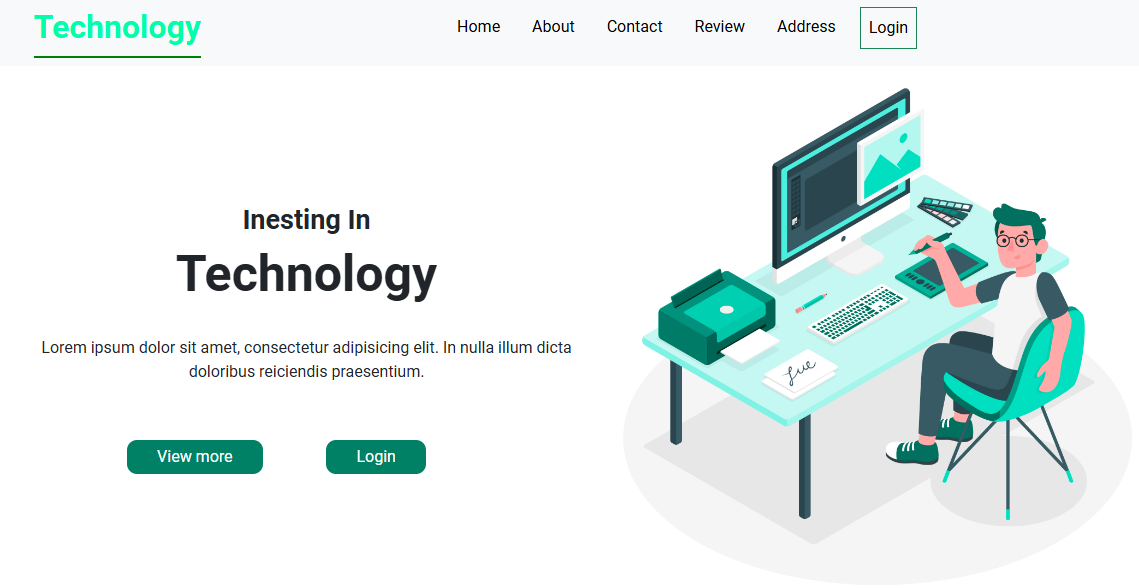 Technology
Home About Contact Review Address Login
Inesting In
Technology
Lorem ipsum dolor sit amet, consectetur adipisicing elit. In nulla illum dicta
doloribus reiciendis praesentium.
View more Login